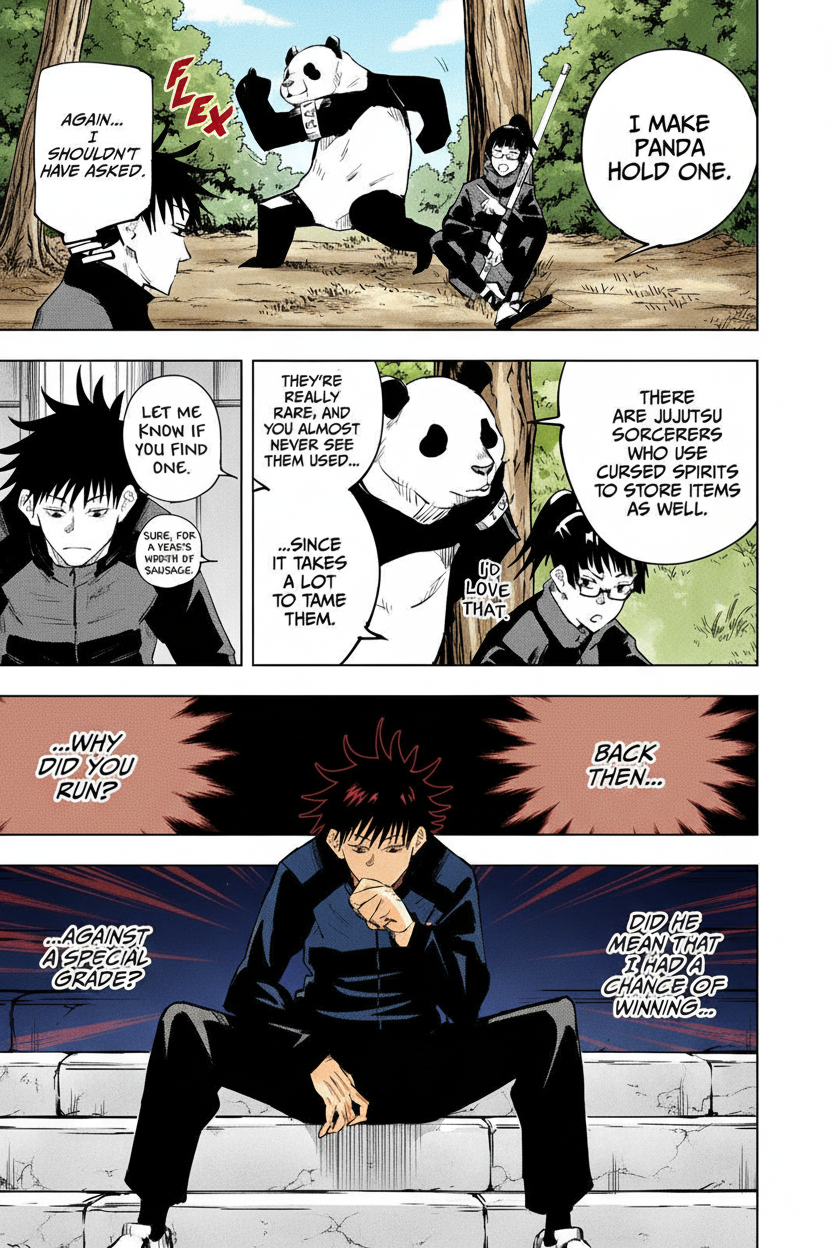 I MAKE
PANDA
HOLD ONE.
FLEX
AGAIN...
I
SHOULDN'T
HAVE ASKED.
THERE
ARE JUJUTSU
SORCERERS
WHO USE
CURSED SPIRITS
TO STORE ITEMS
AS WELL.
THEY'RE
REALLY
RARE, AND
YOU ALMOST
NEVER SEE
THEM USED...
...SINCE
IT TAKES
A LOT
TO TAME
THEM.
I'D
LOVE
THAT.
LET ME
KNOW IF
YOU FIND
ONE.
SURE, FOR
A YEAR'S
WORTH OF
SAUSAGE.
BACK
THEN...
...WHY
DID YOU
RUN?
DID HE
MEAN THAT
I HAD A
CHANCE OF
WINNING...
...AGAINST
A SPECIAL
GRADE?